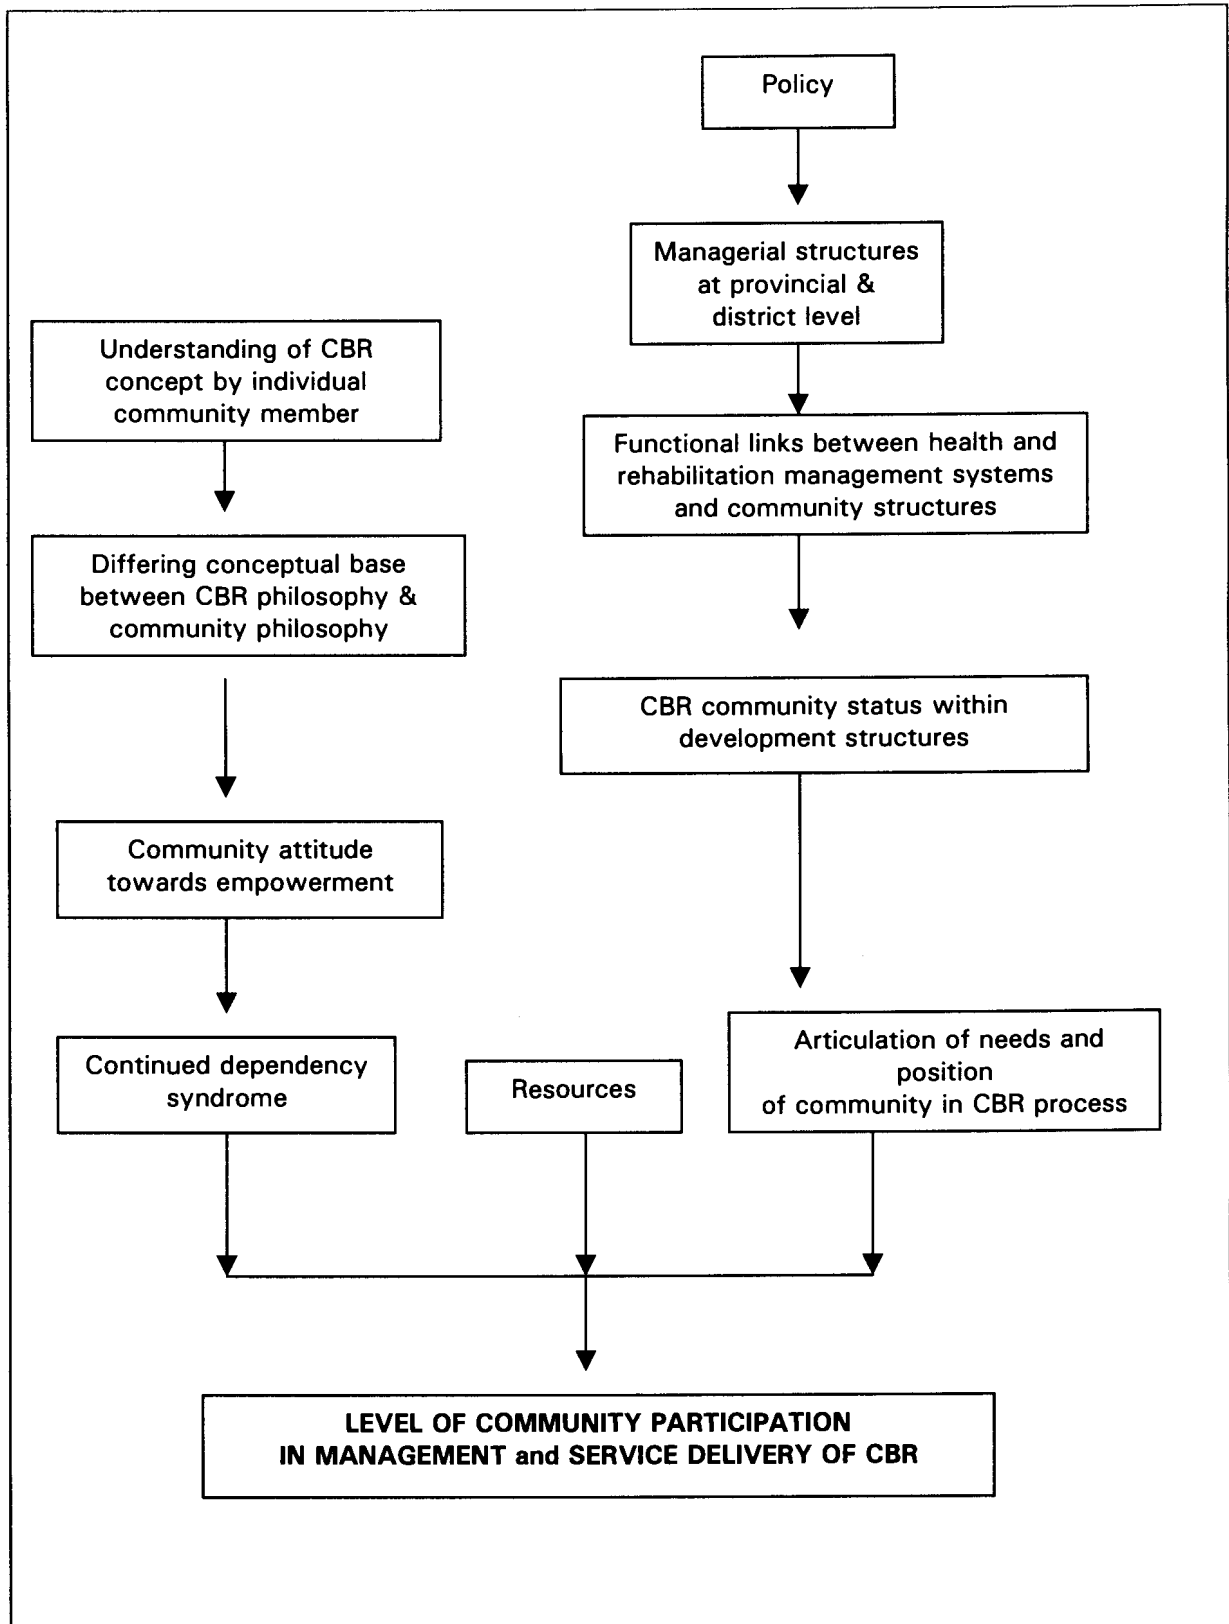 Policy
Managerial structures
at provincial &
district level
Understanding of CBR
concept by individual
community member
Functional links between health and
rehabilitation management systems
and community structures
Differing conceptual base
between CBR philosophy &
community philosophy
CBR community status within
development structures
Community attitude
towards empowerment
Continued dependency
syndrome
Resources
Articulation of needs and
position
of community in CBR process
LEVEL OF COMMUNITY PARTICIPATION
IN MANAGEMENT and SERVICE DELIVERY OF CBR